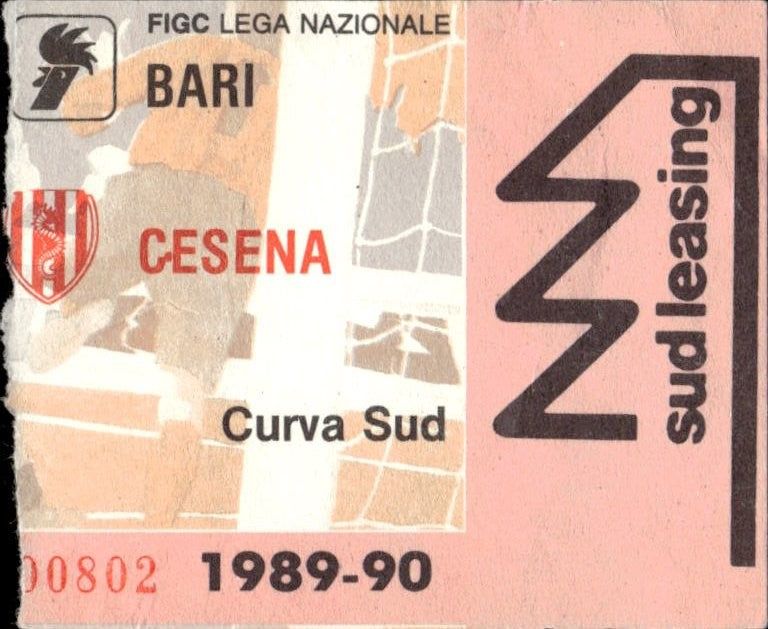 FIGC LEGA NAZIONALE
BARI
CESENA
Curva Sud
00802 1989-90
sud leasing